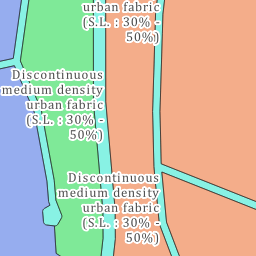 urban fabric
(S.L. : 30% -
50%)
Discontinuous
medium density
urban fabric
(S.L. : 30% -
50%)
Discontinuous
medium density
urban fabric
(S.L. : 30% -
50%)